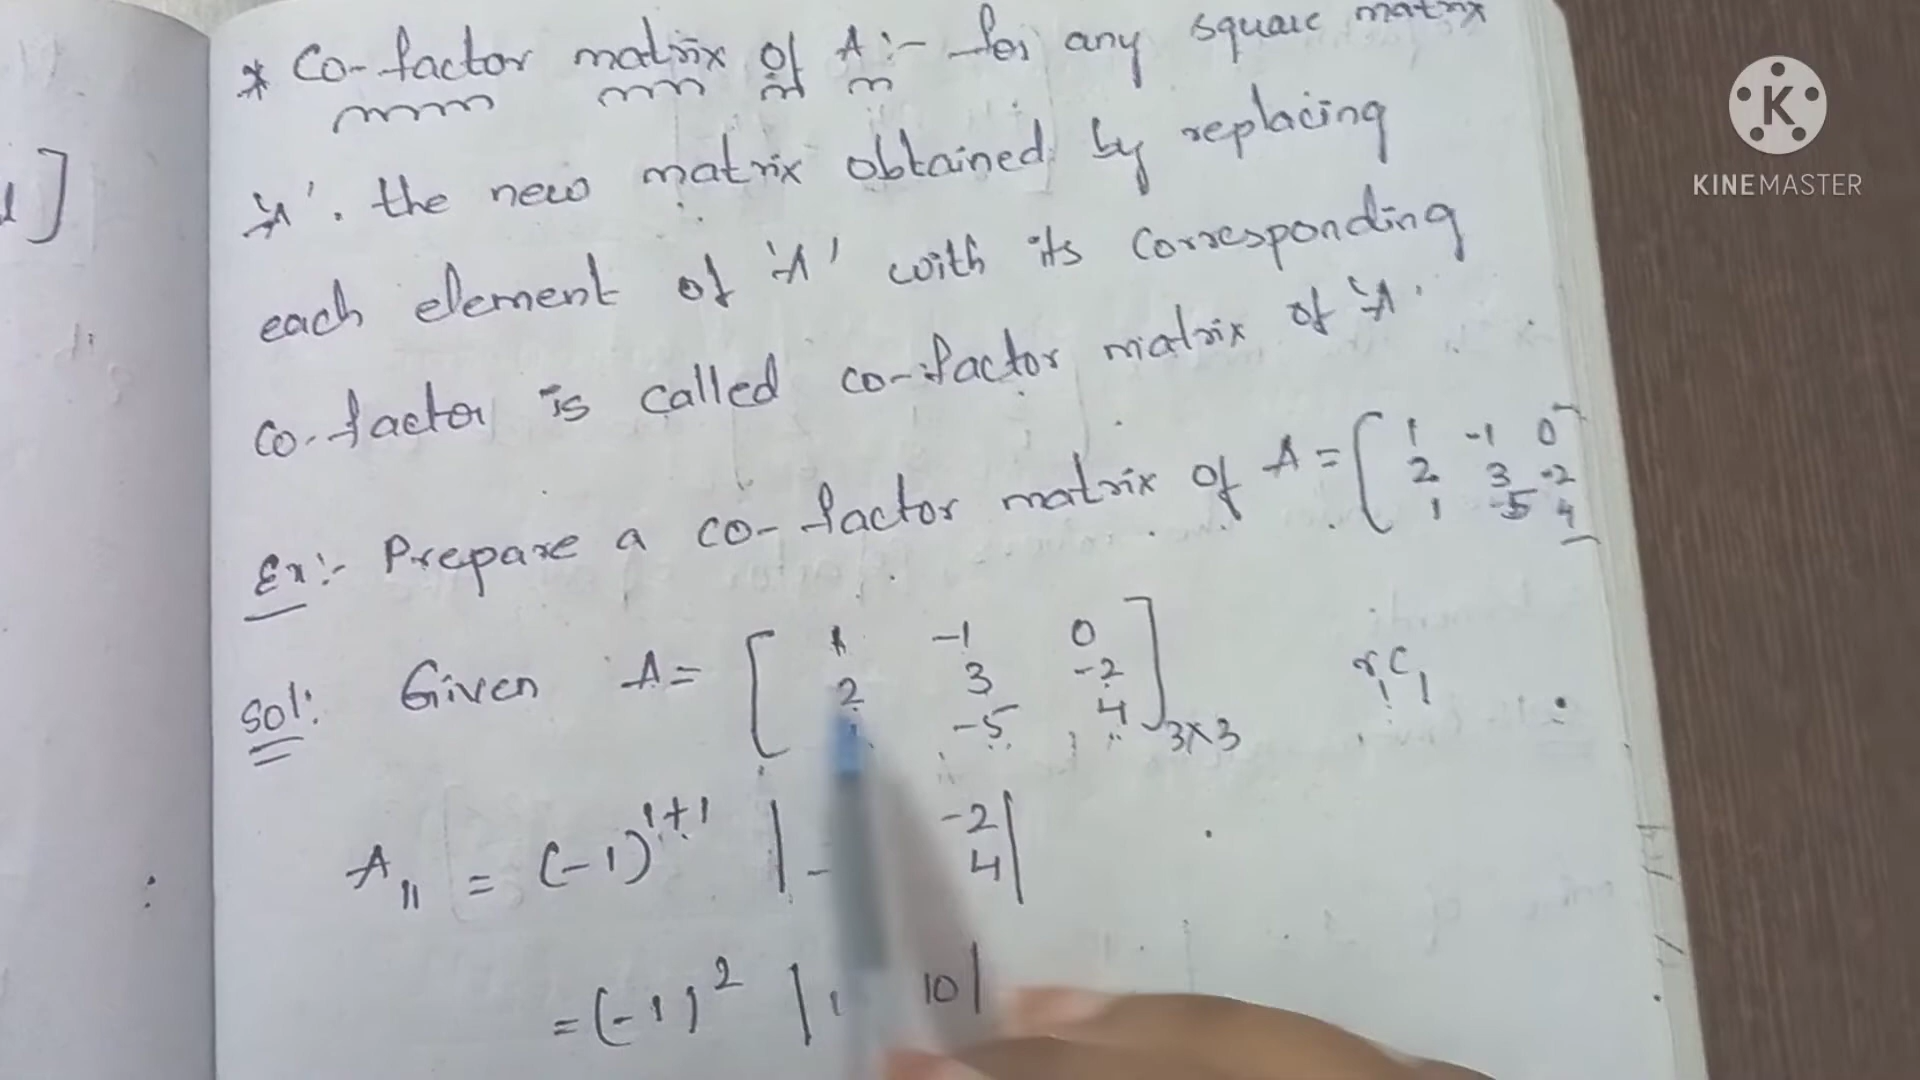 * Co-factor matrix of A :- for any square matrix
'A'. the new matrix obtained by replacing
each element of 'A' with its corresponding
co-factor is called co-factor matrix of 'A'.
Ex:- Prepare a co-factor matrix of A = [ 1 -1 0
2 3 -2
1 -5 4 ]
Sol: Given A = [ 1 -1 0
2 3 -2
-5 4 ] 3x3
r1 c1
A11 = (-1)^1+1 | -2
- 4 |
= (-1)^2 | 10 |
K
KINEMASTER